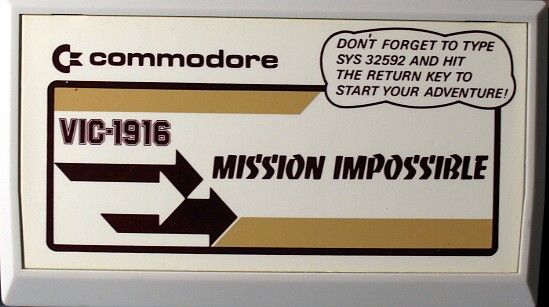 commodore
DON'T FORGET TO TYPE
SYS 32592 AND HIT
THE RETURN KEY TO
START YOUR ADVENTURE!
VIC-1916
MISSION IMPOSSIBLE